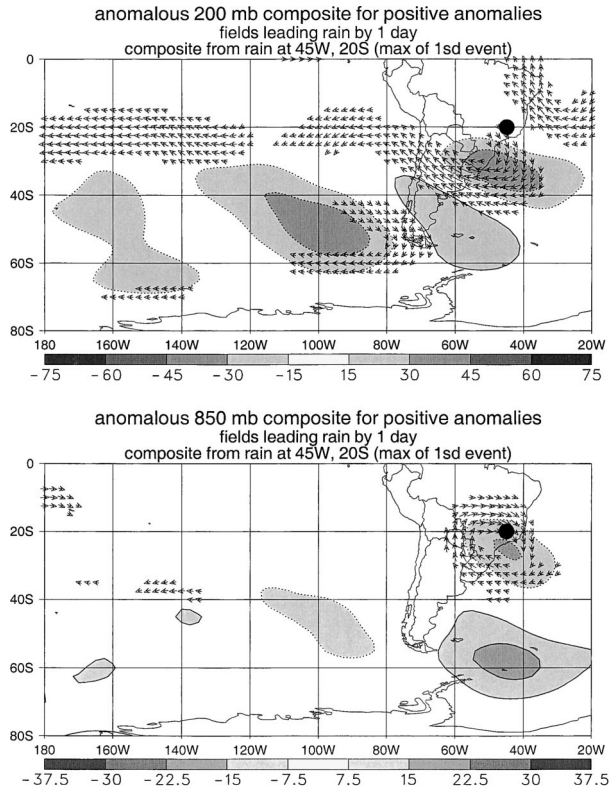 anomalous 200 mb composite for positive anomalies
fields leading rain by 1 day
composite from rain at 45W, 20S (max of 1sd event)
0
20S
40S
60S
80S
180 160W 140W 120W 100W 80W 60W 40W 20W
-75 -60 -45 -30 -15 15 30 45 60 75
anomalous 850 mb composite for positive anomalies
fields leading rain by 1 day
composite from rain at 45W, 20S (max of 1sd event)
0
20S
40S
60S
80S
180 160W 140W 120W 100W 80W 60W 40W 20W
-37.5 -30 -22.5 -15 -7.5 7.5 15 22.5 30 37.5